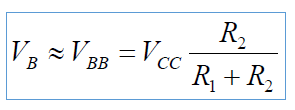 V_B ≈ V_BB = V_CC R_2 / (R_1 + R_2)